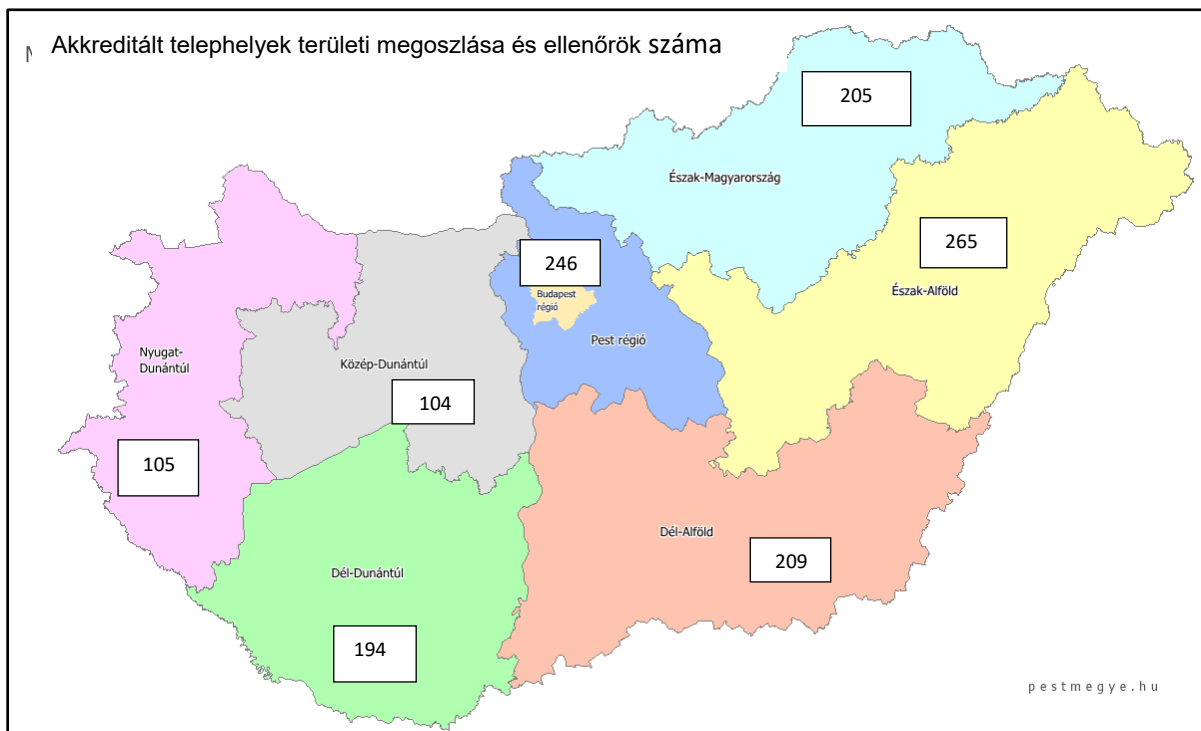 Akkreditált telephelyek területi megoszlása és ellenőrök száma
205
Észak-Magyarország
265
Észak-Alföld
246
Budapest
régió
Pest régió
Nyugat-
Dunántúl
Közép-Dunántúl
104
105
Dél-Alföld
209
Dél-Dunántúl
194
pestmegye.hu